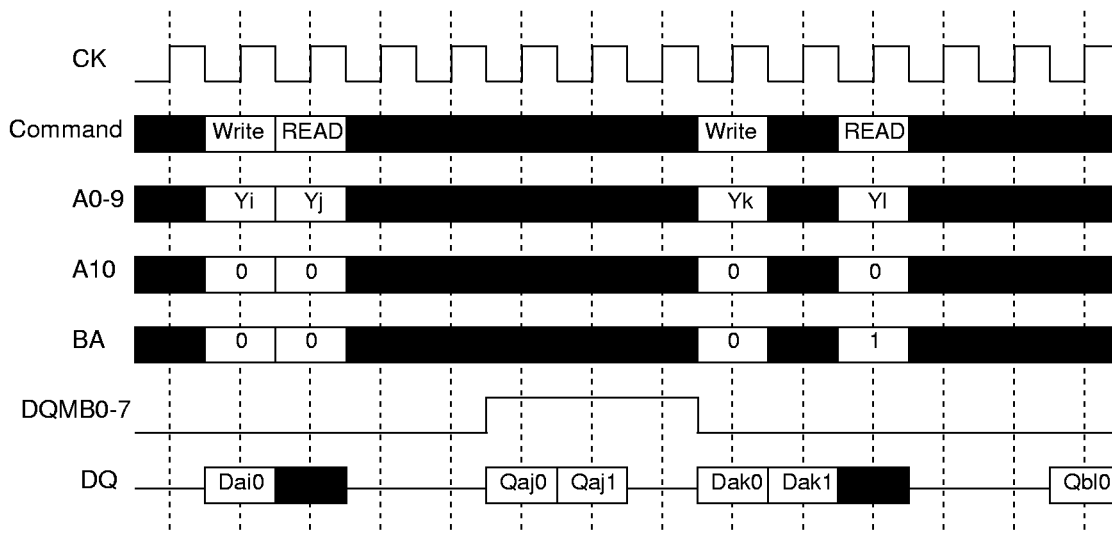 CK
Command Write READ Write READ
A0-9 Yi Yj Yk Yl
A10 0 0 0 0
BA 0 0 0 1
DQMB0-7
DQ Dai0 Qaj0 Qaj1 Dak0 Dak1 Qbl0